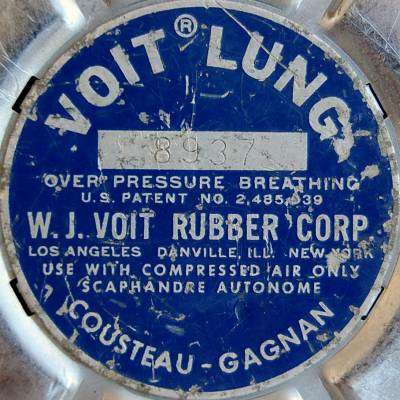 VOIT® LUNG
8937
OVER PRESSURE BREATHING
U.S. PATENT NO. 2,485,039
W.J. VOIT RUBBER CORP
LOS ANGELES DANVILLE, ILL. NEW YORK
USE WITH COMPRESSED AIR ONLY
SCAPHANDRE AUTONOME
COUSTEAU-GAGNAN